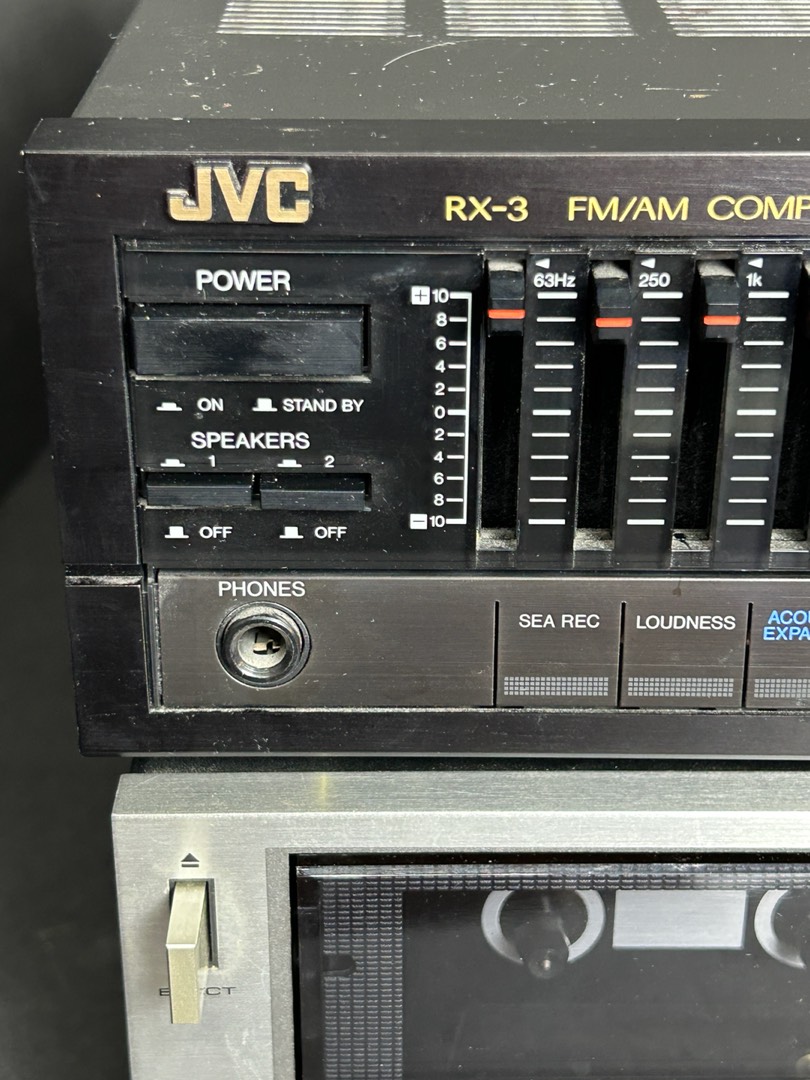 JVC
RX-3 FM/AM COMP
POWER
ON STAND BY
SPEAKERS
1 2
OFF OFF
63Hz 250 1k
+ 10
8
6
4
2
0
2
4
6
8
- 10
PHONES
SEA REC LOUDNESS ACOU
EXPA
EJECT